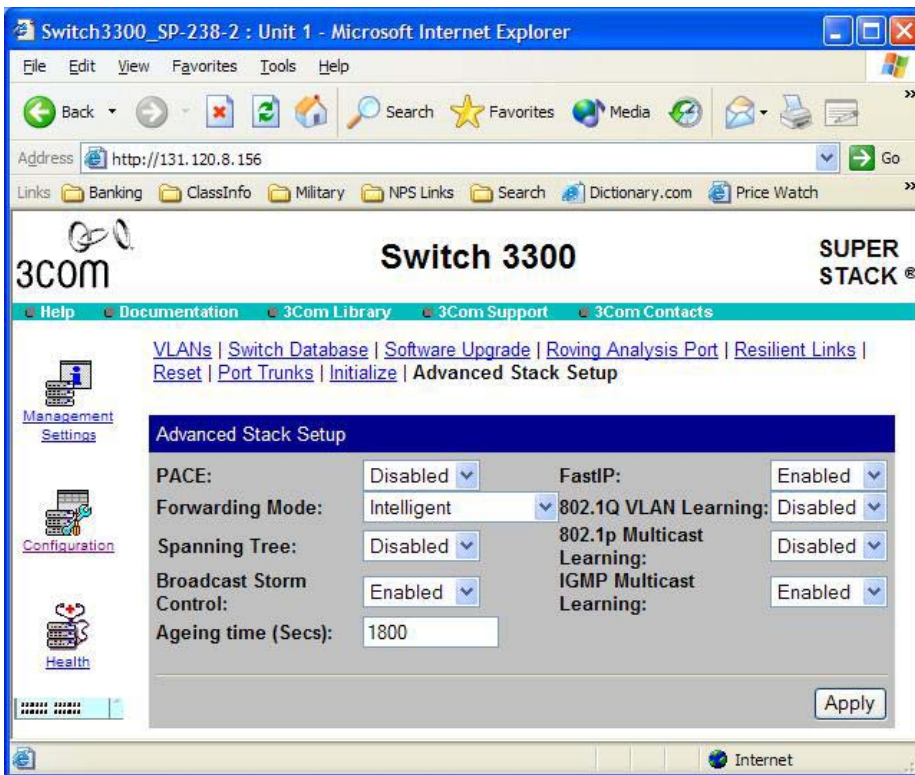 Switch3300_SP-238-2 : Unit 1 - Microsoft Internet Explorer
File Edit View Favorites Tools Help
Back Search Favorites Media »
Address http://131.120.8.156 Go
Links Banking ClassInfo Military NPS Links Search Dictionary.com Price Watch »
3COM Switch 3300 SUPER
STACK ®
Help Documentation 3Com Library 3Com Support 3Com Contacts
VLANs | Switch Database | Software Upgrade | Roving Analysis Port | Resilient Links |
Reset | Port Trunks | Initialize | Advanced Stack Setup
Management
Settings
Configuration
Health
Advanced Stack Setup
PACE: Disabled FastIP: Enabled
Forwarding Mode: Intelligent 802.1Q VLAN Learning: Disabled
Spanning Tree: Disabled 802.1p Multicast
Learning: Disabled
Broadcast Storm
Control: Enabled IGMP Multicast
Learning: Enabled
Ageing time (Secs): 1800
Apply
Internet